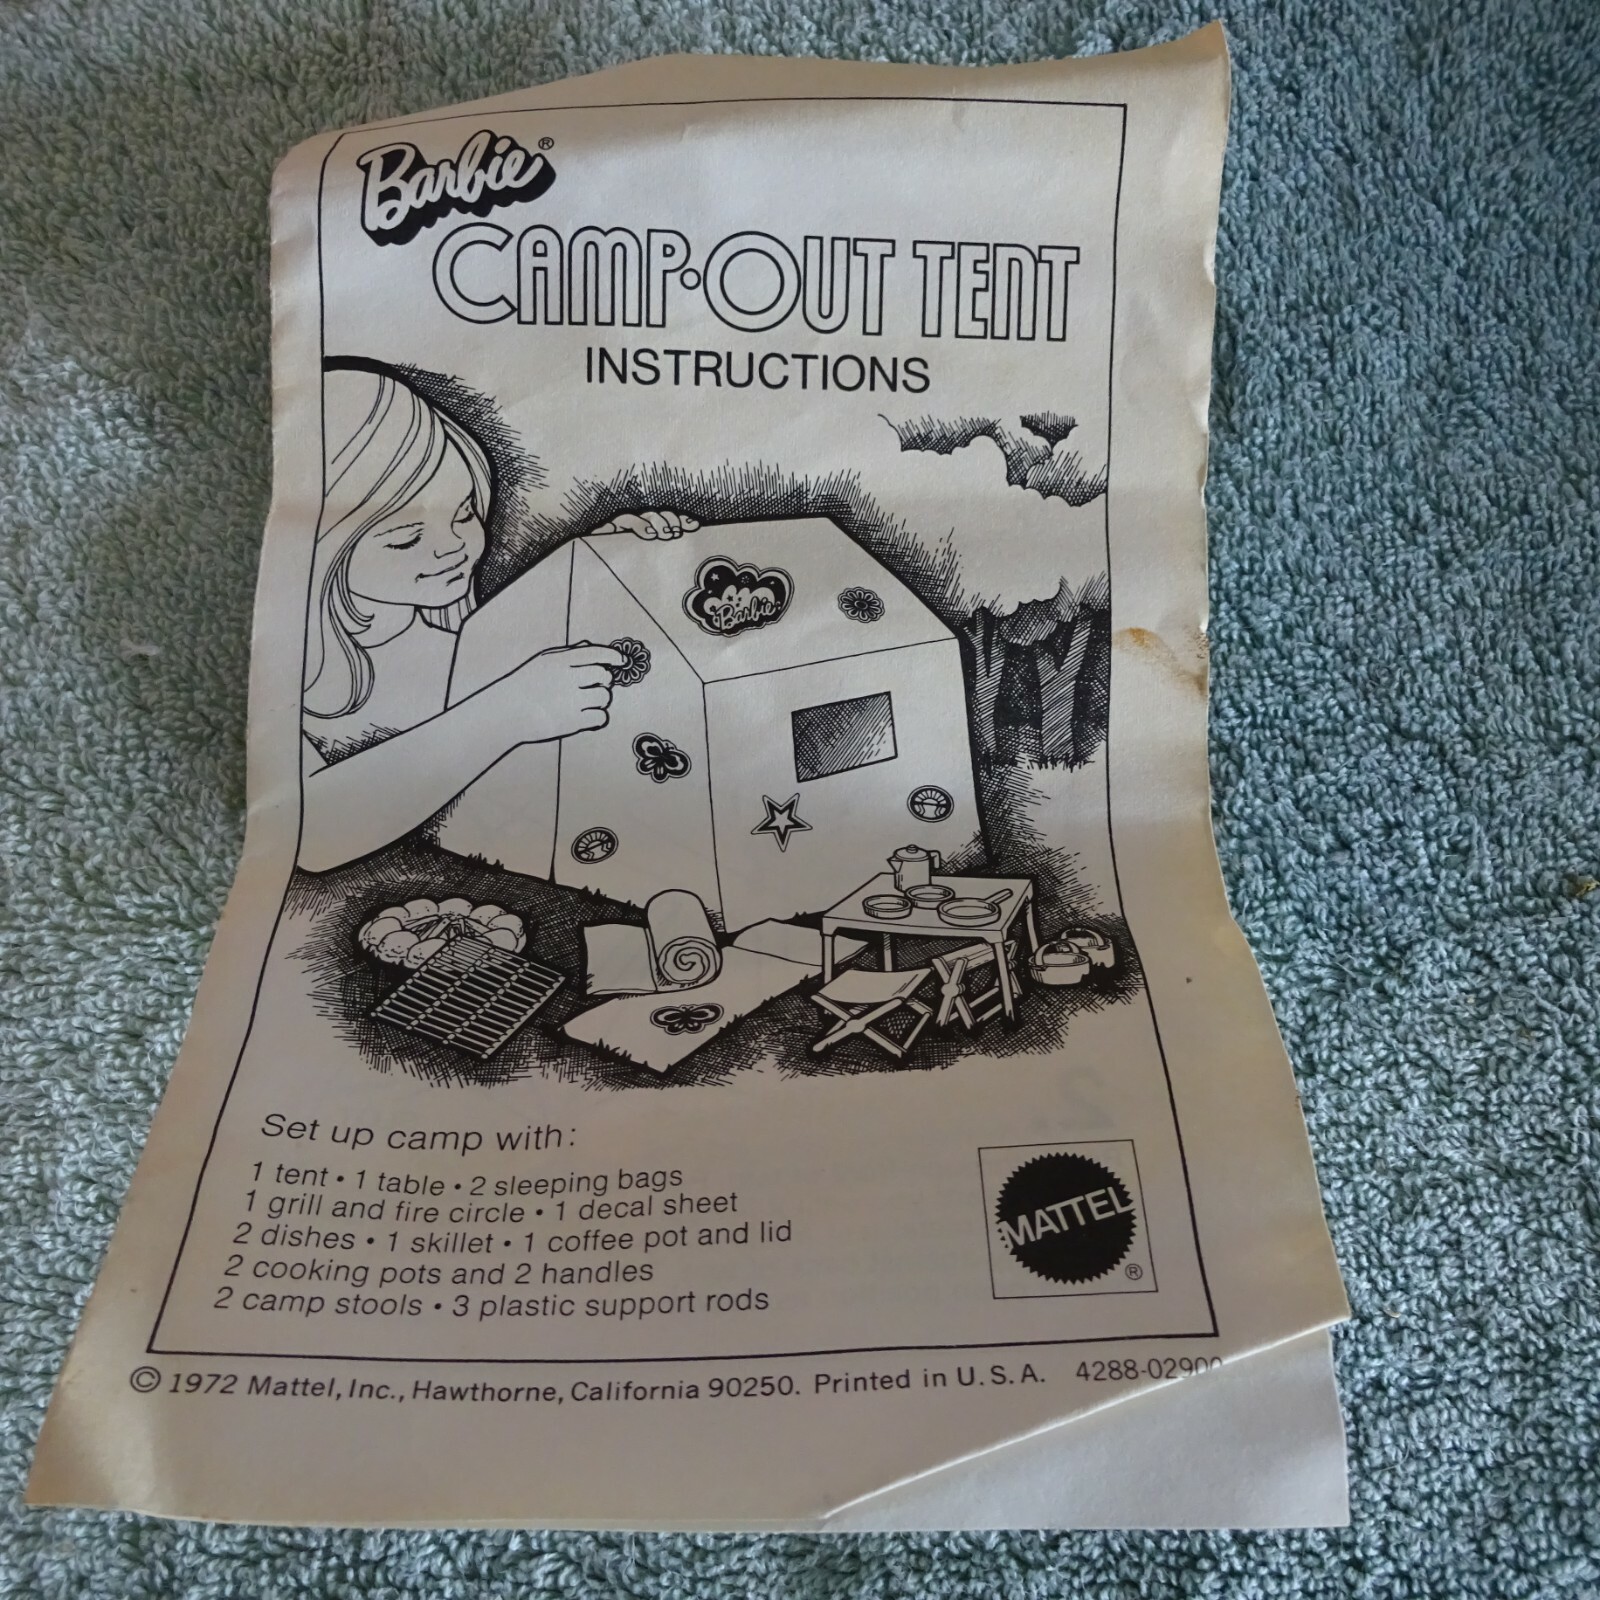 Barbie®
CAMP·OUT TENT
INSTRUCTIONS
Barbie
Set up camp with:
1 tent • 1 table • 2 sleeping bags
1 grill and fire circle • 1 decal sheet
2 dishes • 1 skillet • 1 coffee pot and lid
2 cooking pots and 2 handles
2 camp stools • 3 plastic support rods
MATTEL
®
© 1972 Mattel, Inc., Hawthorne, California 90250. Printed in U.S.A. 4288-02900